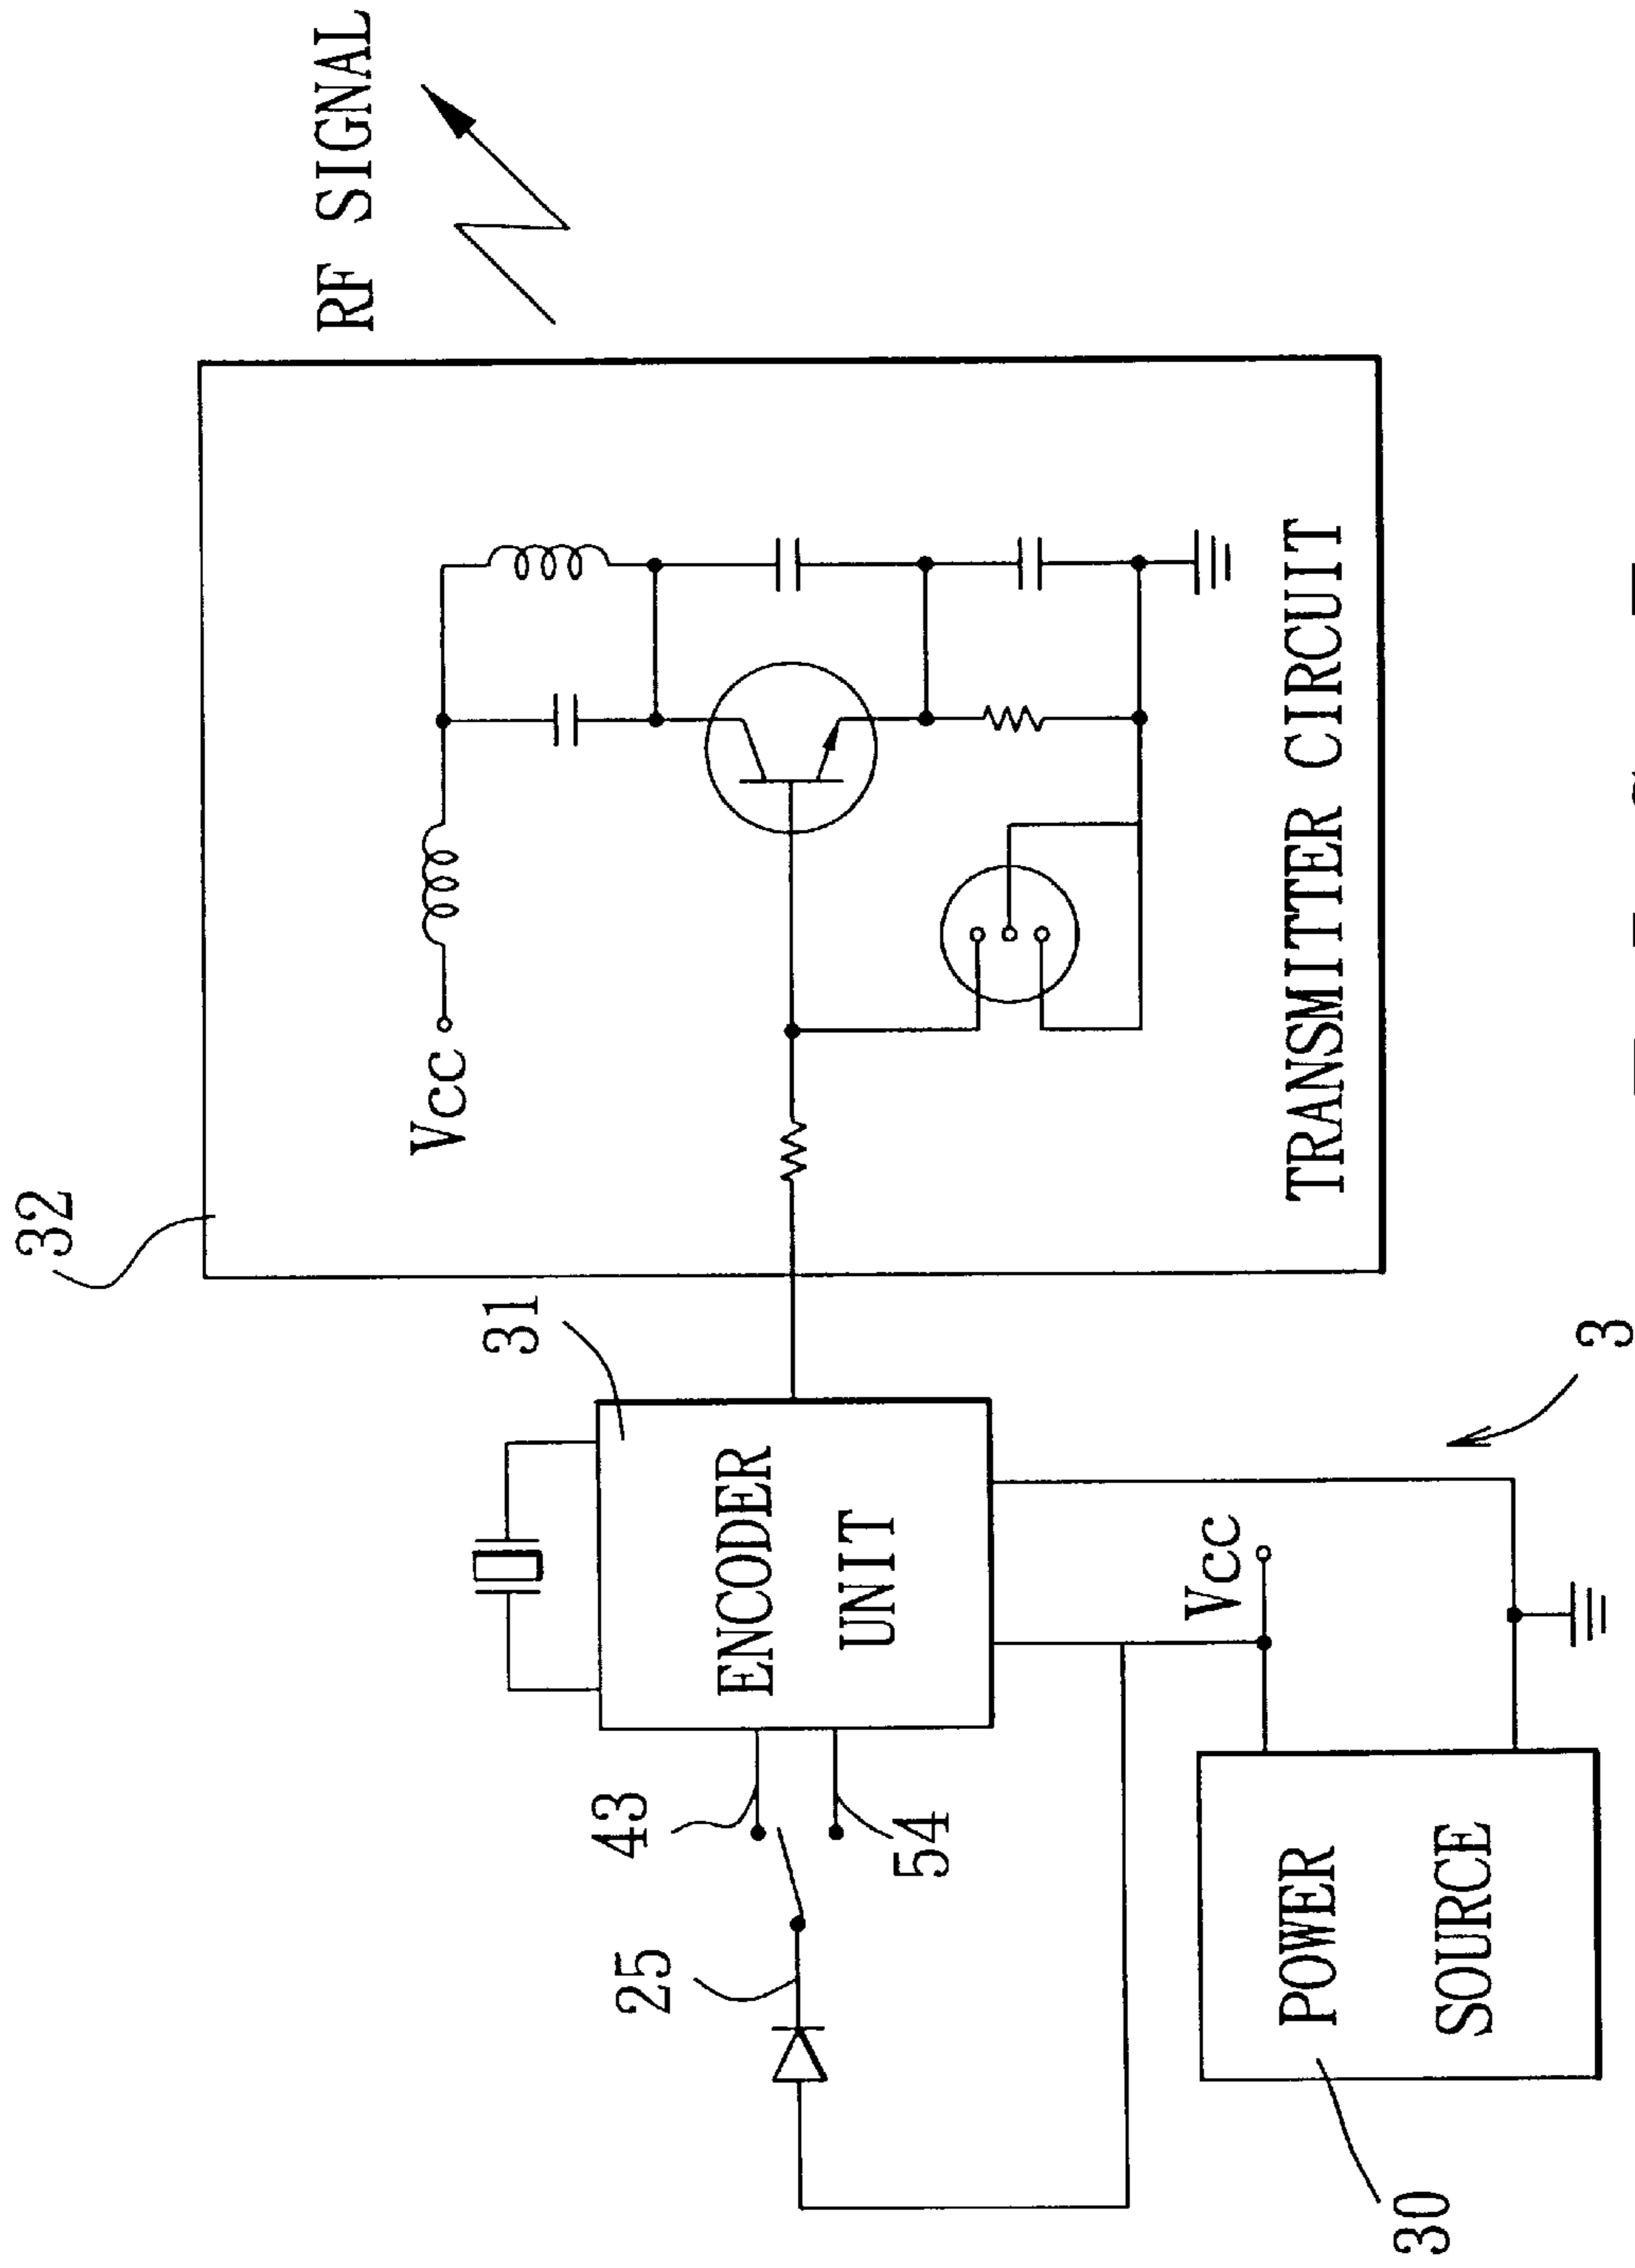 RF SIGNAL
32
Vcc
TRANSMITTER CIRCUIT
31
ENCODER
UNIT
43
54
25
Vcc
3
POWER
SOURCE
30